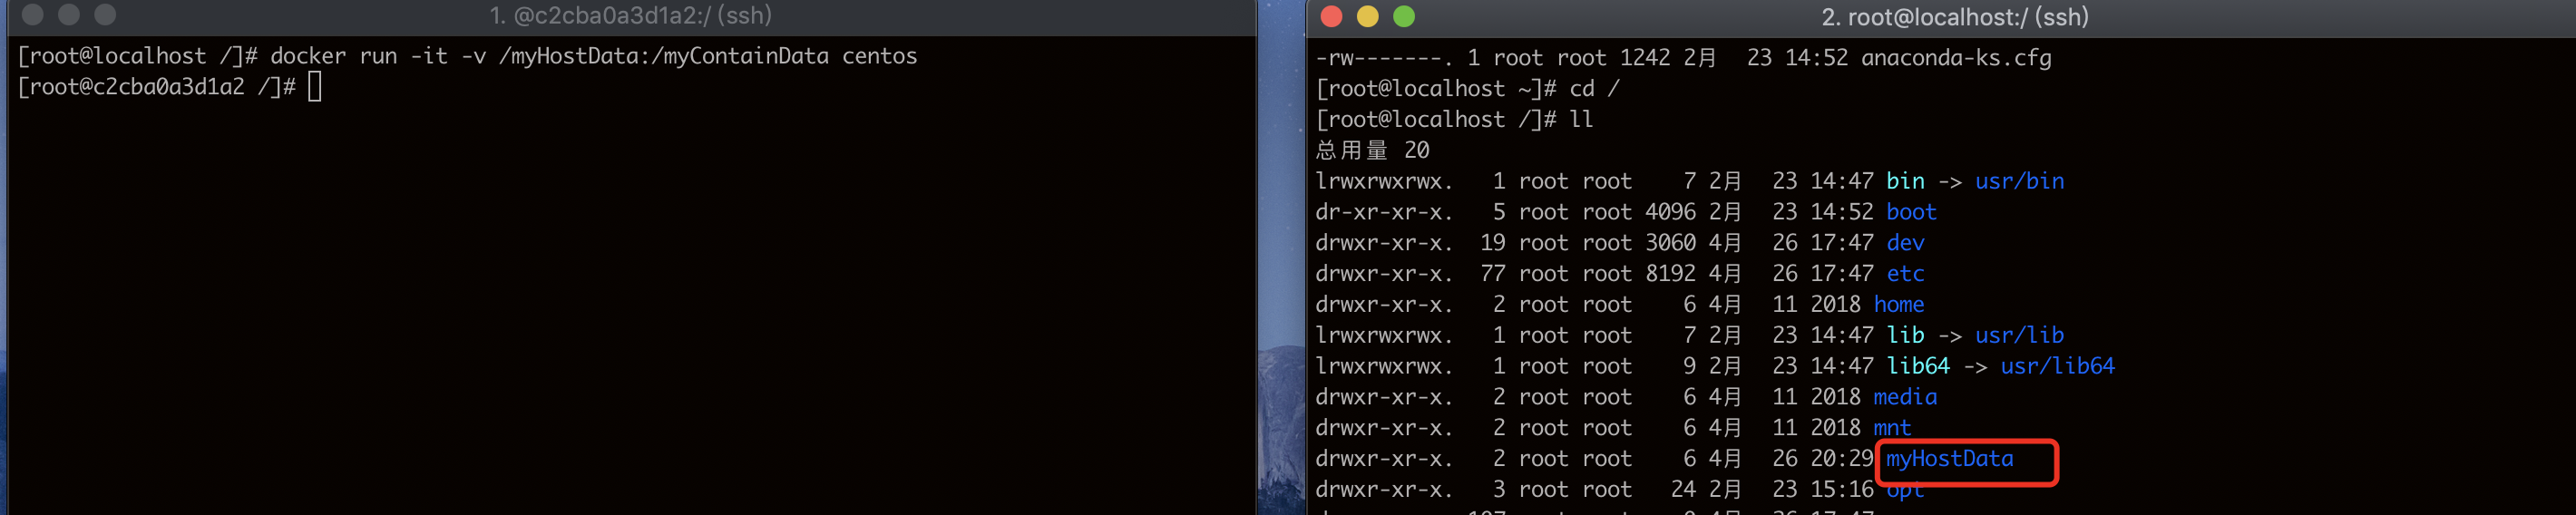 1. @c2cba0a3d1a2:/ (ssh)
[root@localhost /]# docker run -it -v /myHostData:/myContainData centos
[root@c2cba0a3d1a2 /]#
2. root@localhost:/ (ssh)
-rw-------. 1 root root 1242 2月  23 14:52 anaconda-ks.cfg
[root@localhost ~]# cd /
[root@localhost /]# ll
总用量 20
lrwxrwxrwx.   1 root root    7 2月  23 14:47 bin -> usr/bin
dr-xr-xr-x.   5 root root 4096 2月  23 14:52 boot
drwxr-xr-x.  19 root root 3060 4月  26 17:47 dev
drwxr-xr-x.  77 root root 8192 4月  26 17:47 etc
drwxr-xr-x.   2 root root    6 4月  11 2018 home
lrwxrwxrwx.   1 root root    7 2月  23 14:47 lib -> usr/lib
lrwxrwxrwx.   1 root root    9 2月  23 14:47 lib64 -> usr/lib64
drwxr-xr-x.   2 root root    6 4月  11 2018 media
drwxr-xr-x.   2 root root    6 4月  11 2018 mnt
drwxr-xr-x.   2 root root    6 4月  26 20:29 myHostData
drwxr-xr-x.   3 root root   24 2月  23 15:16 opt